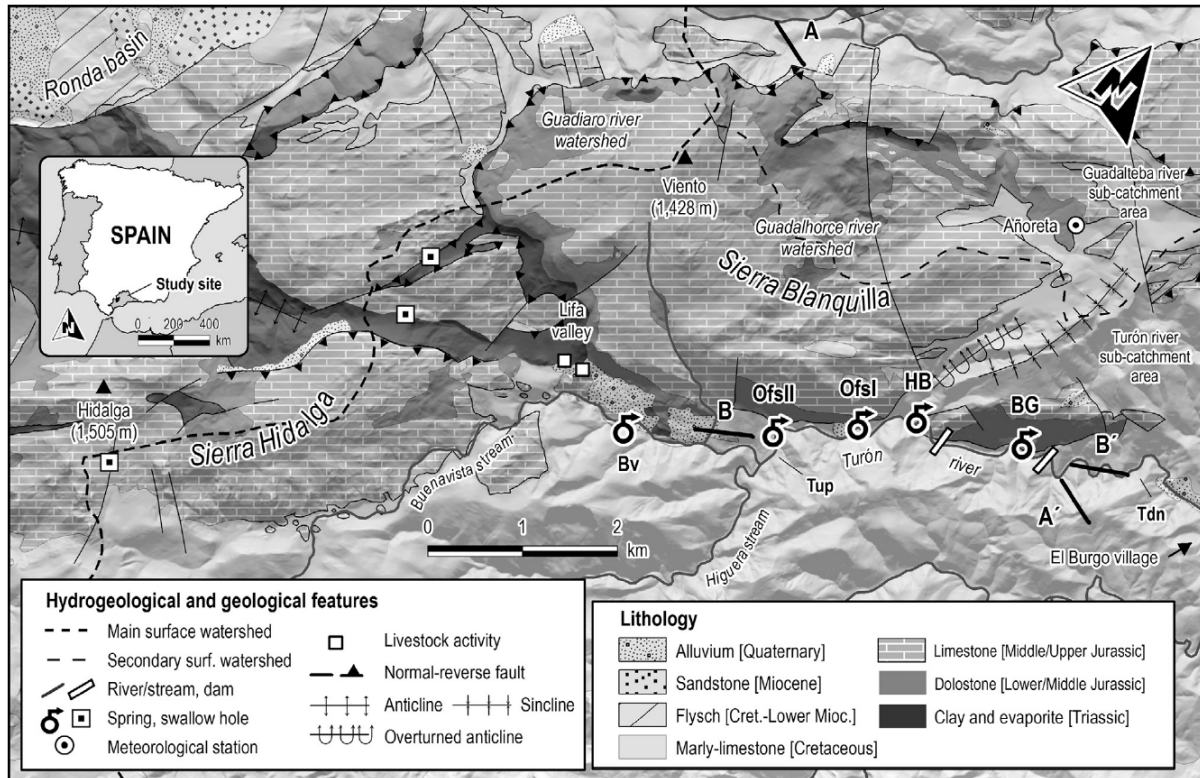 Ronda basin
A
N
Guadiaro river
watershed
Viento
(1,428 m)
Guadalteba river
sub-catchment
area
Añoreta
Guadalhorce river
watershed
Sierra Blanquilla
SPAIN
Study site
N
0 200 400
km
Lifa
valley
Turón river
sub-catchment
area
Hidalga
(1,505 m)
Sierra Hidalga
OfsII
OfsI
HB
BG
B
B´
Bv
Turón
river
Buenavista stream
Tup
A´
Tdn
0 1 2
km
Higuera stream
El Burgo village
Hydrogeological and geological features
Main surface watershed
Secondary surf. watershed
River/stream, dam
Spring, swallow hole
Meteorological station
Livestock activity
Normal-reverse fault
Anticline
Sincline
Overturned anticline
Lithology
Alluvium [Quaternary]
Sandstone [Miocene]
Flysch [Cret.-Lower Mioc.]
Marly-limestone [Cretaceous]
Limestone [Middle/Upper Jurassic]
Dolostone [Lower/Middle Jurassic]
Clay and evaporite [Triassic]